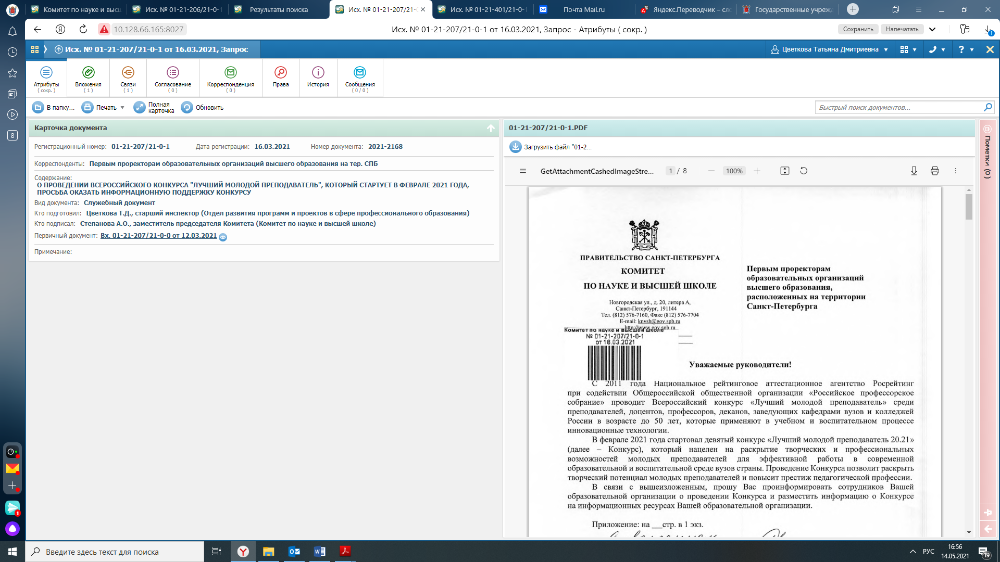 Комитет по науке и высш
Исх. № 01-21-206/21-0-1
Результаты поиска
Исх. № 01-21-207/21-
Исх. № 01-21-401/21-0-1
Почта Mail.ru
Яндекс.Переводчик – сло
Государственные учреж
10.128.66.165:8027
Исх. № 01-21-207/21-0-1 от 16.03.2021, Запрос - Атрибуты ( сокр. )
Сохранить
Напечатать
1
Исх. № 01-21-207/21-0-1 от 16.03.2021, Запрос
Цветкова Татьяна Дмитриевна
?
Атрибуты
( сокр. )
Вложения
( 1 )
Связи
( 1 )
Согласование
( 0 )
Корреспонденция
( 0 )
Права
История
Сообщения
( 0 / 0 )
В папку...
Печать
Полная
карточка
Обновить
Быстрый поиск документов...
8
Карточка документа
Регистрационный номер: 01-21-207/21-0-1 Дата регистрации: 16.03.2021 Номер документа: 2021-2168
Корреспонденты: Первым проректорам образовательных организаций высшего образования на тер. СПБ
Содержание:
О ПРОВЕДЕНИИ ВСЕРОССИЙСКОГО КОНКУРСА "ЛУЧШИЙ МОЛОДОЙ ПРЕПОДАВАТЕЛЬ", КОТОРЫЙ СТАРТУЕТ В ФЕВРАЛЕ 2021 ГОДА,
ПРОСЬБА ОКАЗАТЬ ИНФОРМАЦИОННУЮ ПОДДЕРЖКУ КОНКУРСУ
Вид документа: Служебный документ
Кто подготовил: Цветкова Т.Д., старший инспектор (Отдел развития программ и проектов в сфере профессионального образования)
Кто подписал: Степанова А.О., заместитель председателя Комитета (Комитет по науке и высшей школе)
Первичный документ: Вх. 01-21-207/21-0-0 от 12.03.2021
Примечание:
01-21-207/21-0-1.PDF
Загрузить файл "01-2...
GetAttachmentCashedImageStre...
1 / 8
100%
Пометки (0)
ПРАВИТЕЛЬСТВО САНКТ-ПЕТЕРБУРГА
КОМИТЕТ
ПО НАУКЕ И ВЫСШЕЙ ШКОЛЕ
Новгородская ул., д. 20, литера А,
Санкт-Петербург, 191144
Тел. (812) 576-7160, Факс (812) 576-7704
E-mail: knvsh@gov.spb.ru
http://www.gov.spb.ru
Комитет по науке и высшей школе
№ 01-21-207/21-0-1
от 16.03.2021
Первым проректорам
образовательных организаций
высшего образования,
расположенных на территории
Санкт-Петербурга
Уважаемые руководители!
С 2011 года Национальное рейтинговое аттестационное агентство Росрейтинг
при содействии Общероссийской общественной организации «Российское профессорское
собрание» проводит Всероссийский конкурс «Лучший молодой преподаватель» среди
преподавателей, доцентов, профессоров, деканов, заведующих кафедрами вузов и колледжей
России в возрасте до 50 лет, которые применяют в учебном и воспитательном процессе
инновационные технологии.
В феврале 2021 года стартовал девятый конкурс «Лучший молодой преподаватель 20.21»
(далее – Конкурс), который нацелен на раскрытие творческих и профессиональных
возможностей молодых преподавателей для эффективной работы в современной
образовательной и воспитательной среде вузов страны. Проведение Конкурса позволит раскрыть
творческий потенциал молодых преподавателей и повысит престиж педагогической профессии.
В связи с вышеизложенным, прошу Вас проинформировать сотрудников Вашей
образовательной организации о проведении Конкурса и разместить информацию о Конкурсе
на информационных ресурсах Вашей образовательной организации.
Приложение: на ___стр. в 1 экз.
1
Введите здесь текст для поиска
РУС
16:56
14.05.2021
19